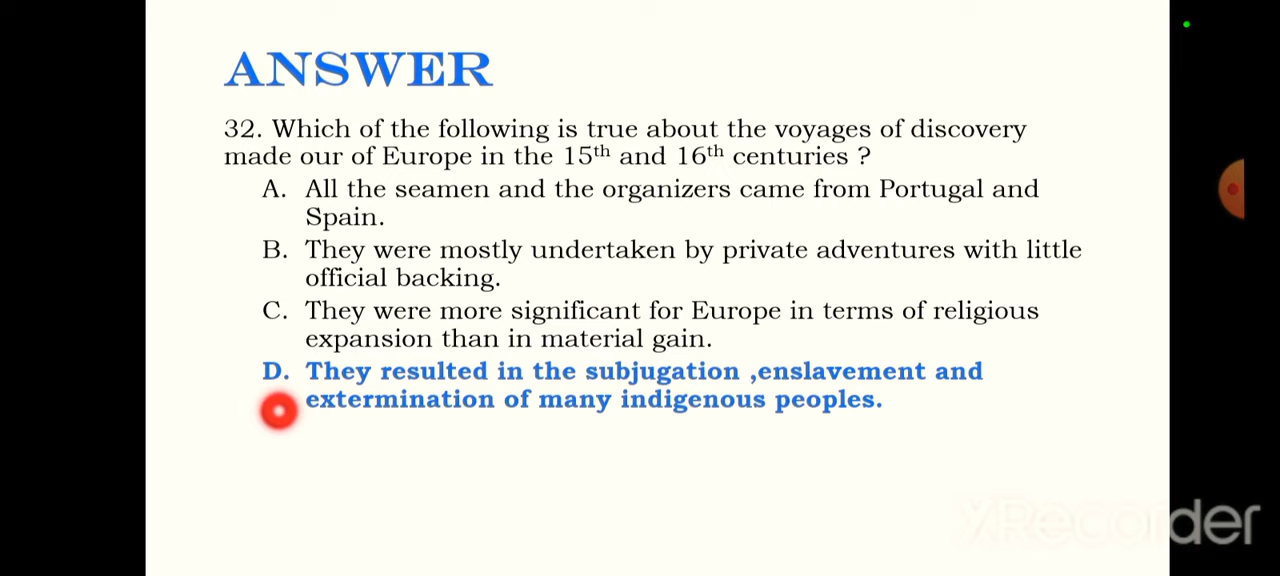 ANSWER
32. Which of the following is true about the voyages of discovery
made our of Europe in the 15th and 16th centuries ?
A. All the seamen and the organizers came from Portugal and
Spain.
B. They were mostly undertaken by private adventures with little
official backing.
C. They were more significant for Europe in terms of religious
expansion than in material gain.
D. They resulted in the subjugation ,enslavement and
extermination of many indigenous peoples.
XRecorder